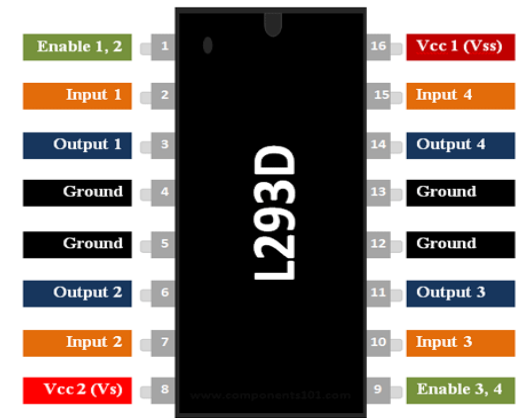 Enable 1, 2 1 16 Vcc 1 (Vss)
Input 1 2 15 Input 4
Output 1 3 14 Output 4
Ground 4 13 Ground
L293D
Ground 5 12 Ground
Output 2 6 11 Output 3
Input 2 7 10 Input 3
Vcc 2 (Vs) 8 9 Enable 3, 4
www.components101.com